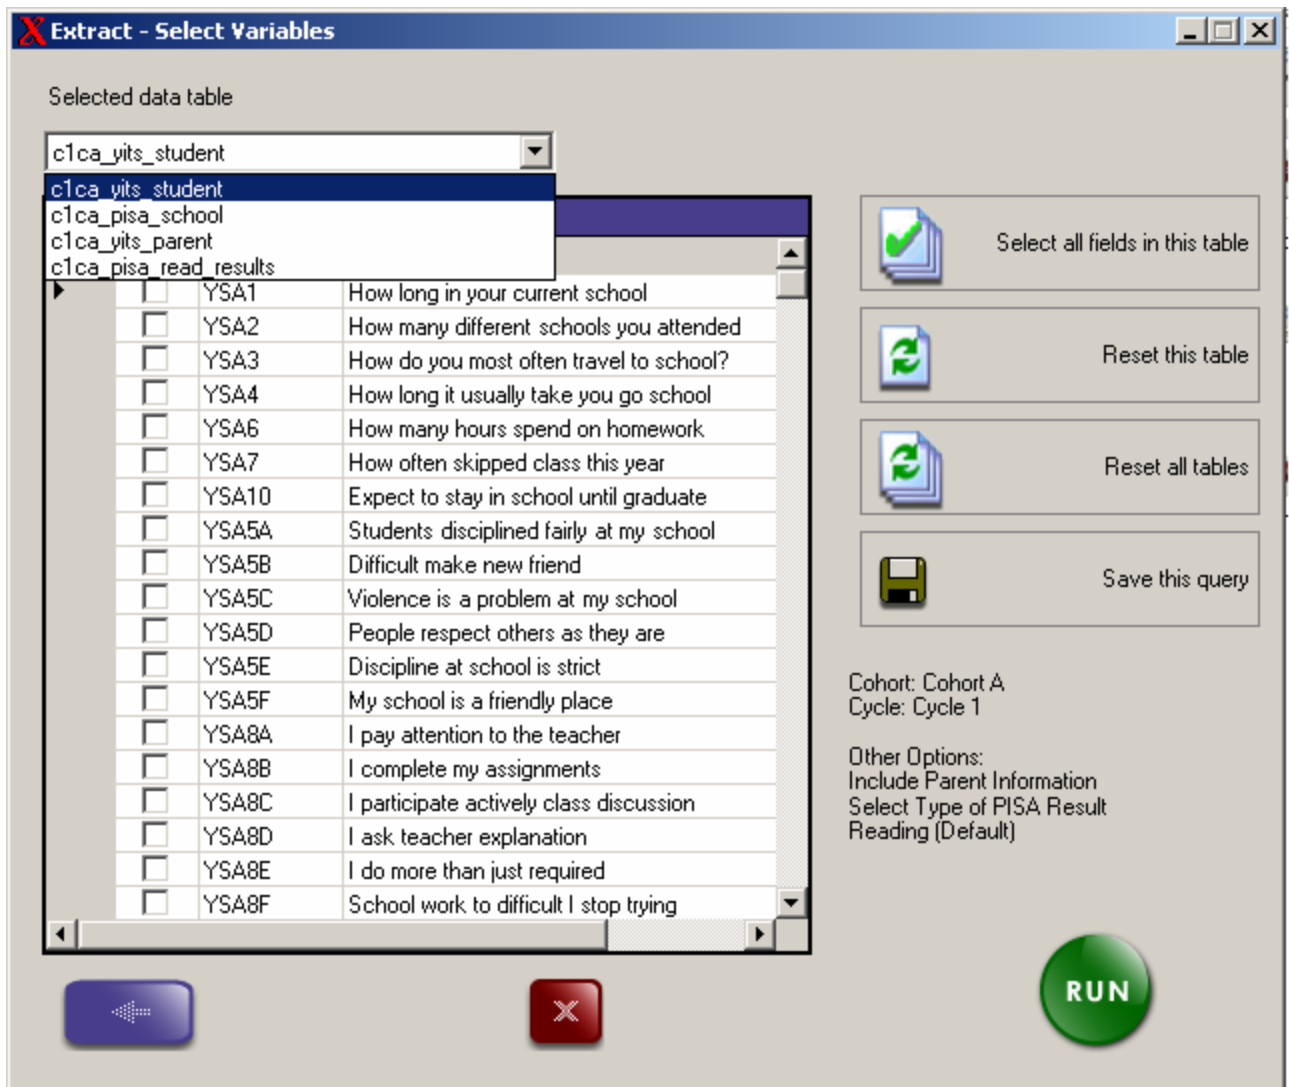 Extract - Select Variables
Selected data table
c1ca_yits_student
c1ca_yits_student
c1ca_pisa_school
c1ca_yits_parent
c1ca_pisa_read_results
YSA1 How long in your current school
YSA2 How many different schools you attended
YSA3 How do you most often travel to school?
YSA4 How long it usually take you go school
YSA6 How many hours spend on homework
YSA7 How often skipped class this year
YSA10 Expect to stay in school until graduate
YSA5A Students disciplined fairly at my school
YSA5B Difficult make new friend
YSA5C Violence is a problem at my school
YSA5D People respect others as they are
YSA5E Discipline at school is strict
YSA5F My school is a friendly place
YSA8A I pay attention to the teacher
YSA8B I complete my assignments
YSA8C I participate actively class discussion
YSA8D I ask teacher explanation
YSA8E I do more than just required
YSA8F School work to difficult I stop trying
Select all fields in this table
Reset this table
Reset all tables
Save this query
Cohort: Cohort A
Cycle: Cycle 1
Other Options:
Include Parent Information
Select Type of PISA Result
Reading (Default)
RUN